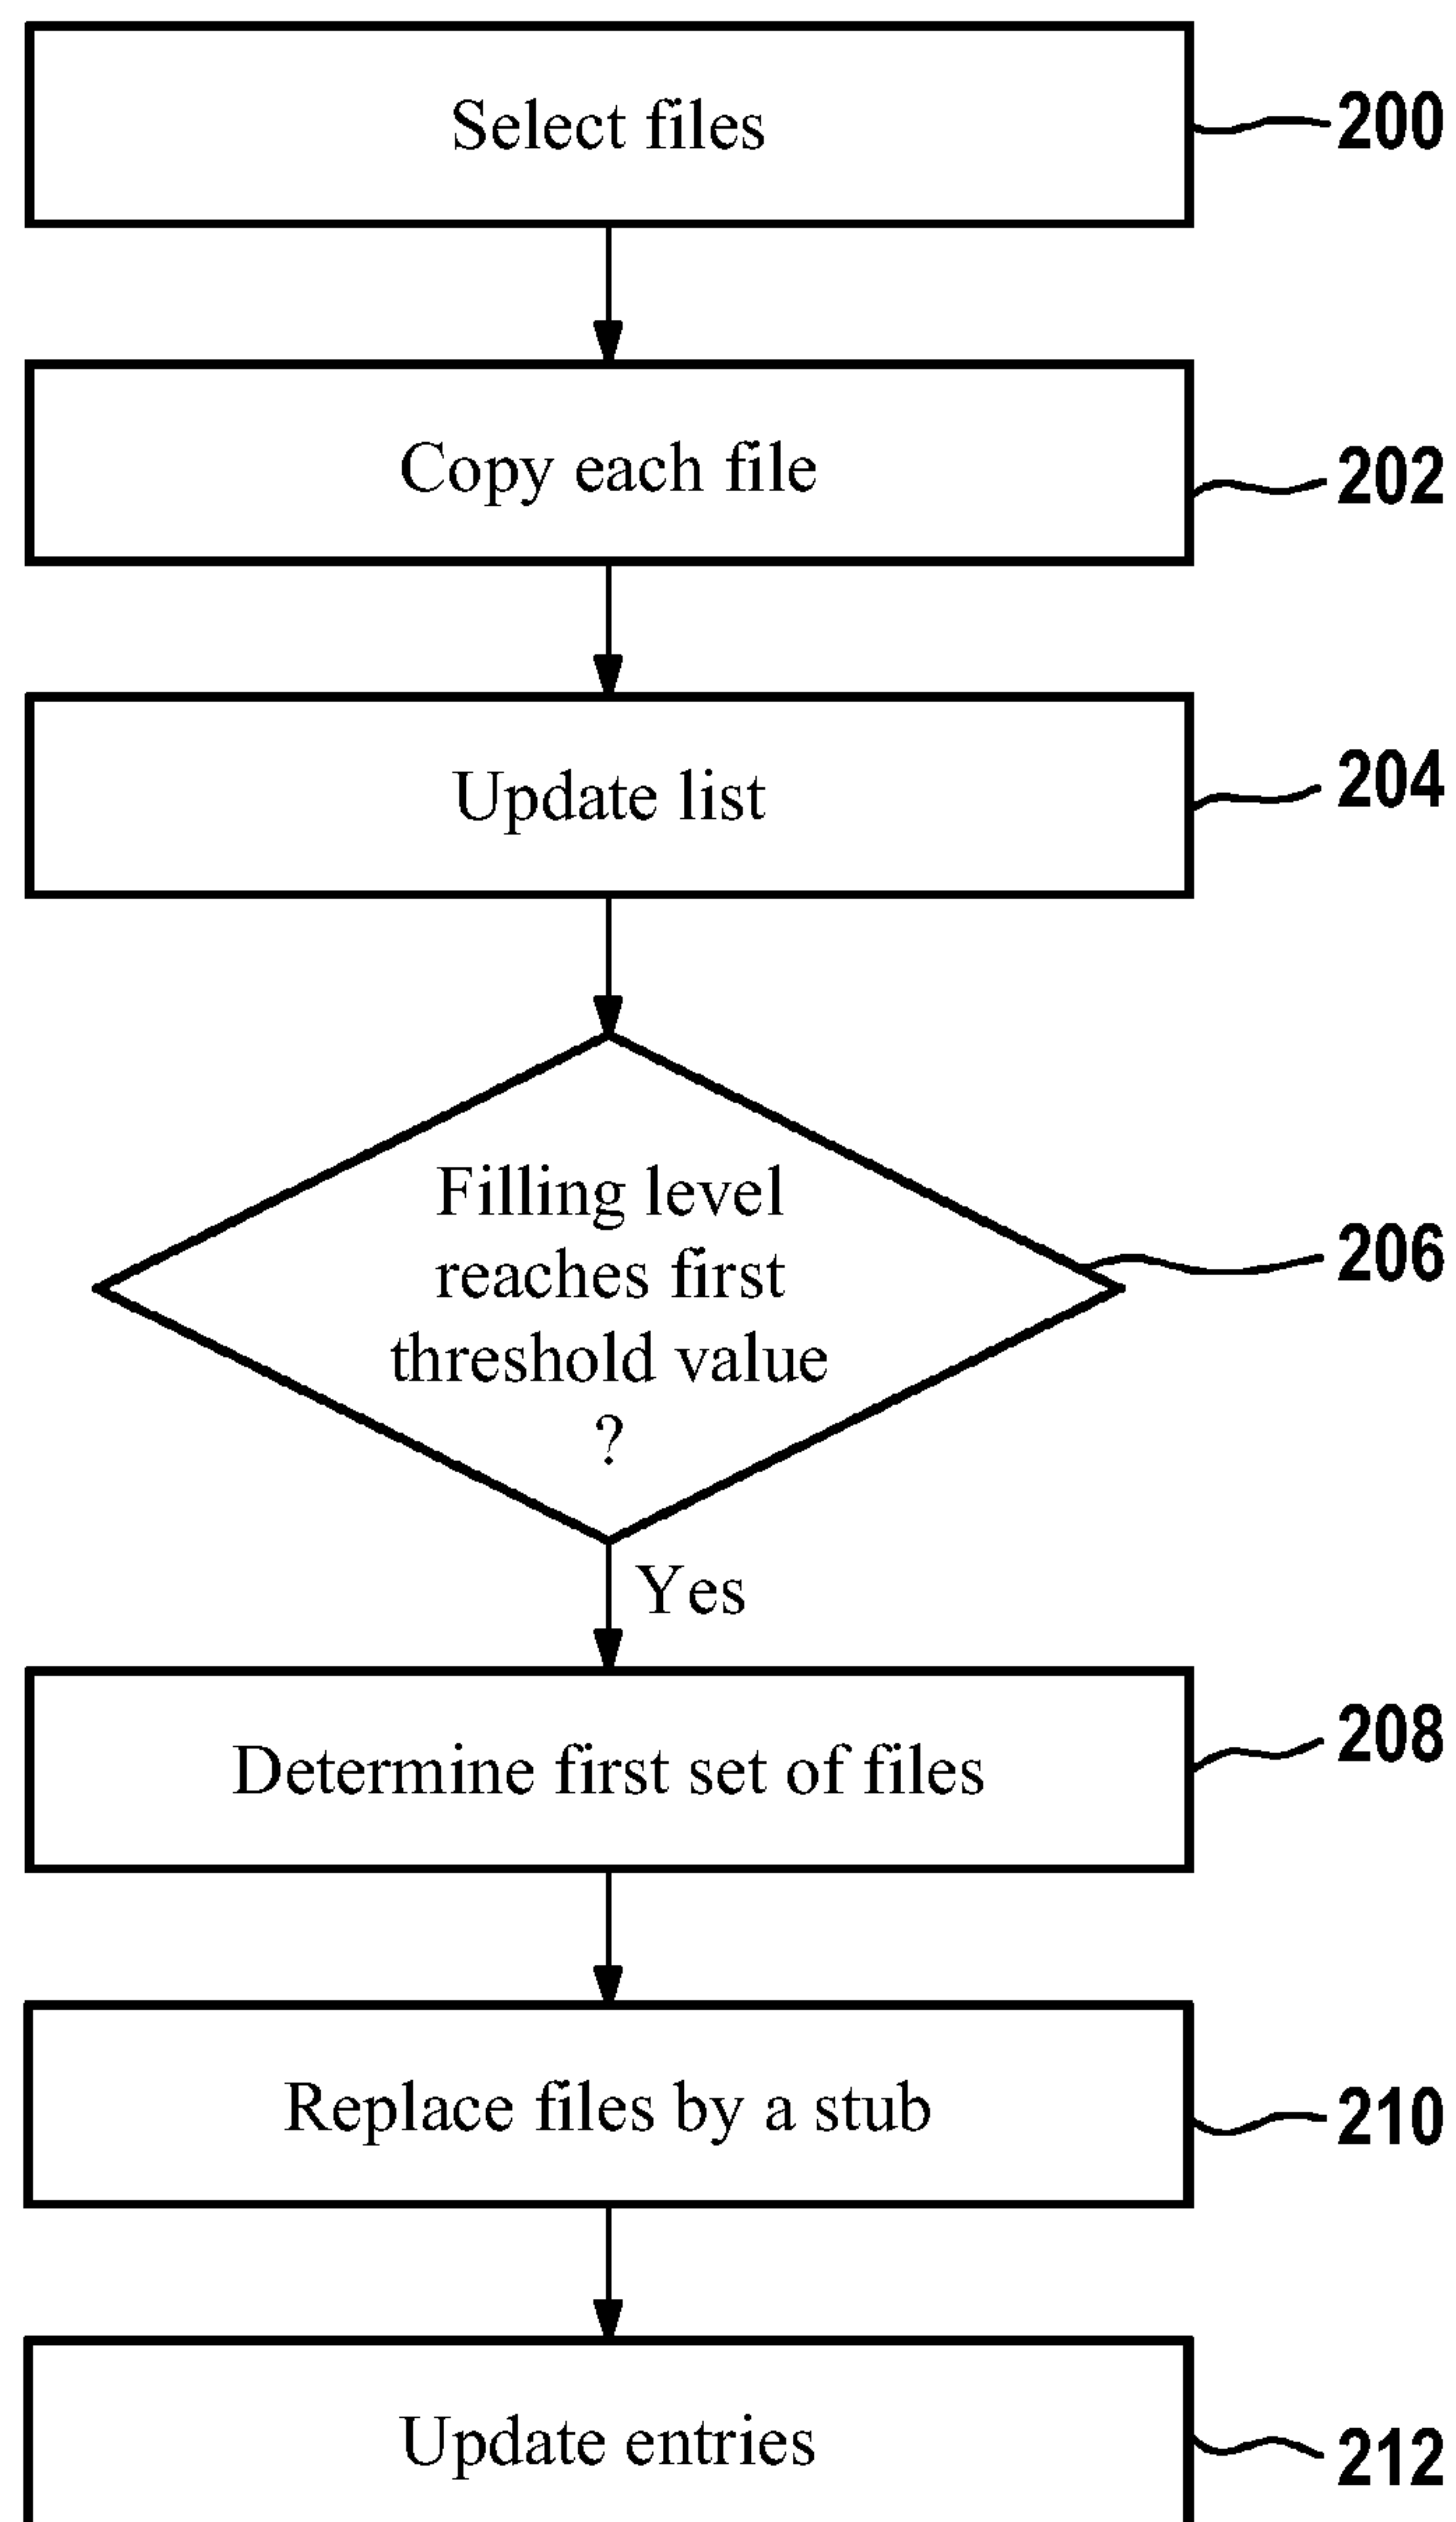 Select files
200
Copy each file
202
Update list
204
Filling level
reaches first
threshold value
?
206
Yes
Determine first set of files
208
Replace files by a stub
210
Update entries
212